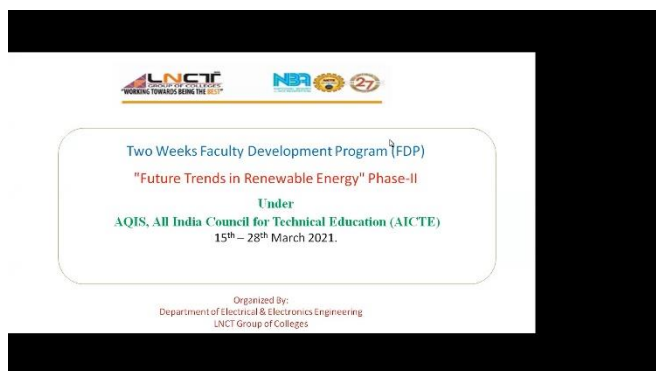 LNCT
GROUP OF COLLEGES
"WORKING TOWARDS BEING THE BEST"
NBA
27
Two Weeks Faculty Development Program (FDP)
"Future Trends in Renewable Energy" Phase-II
Under
AQIS, All India Council for Technical Education (AICTE)
15th – 28th March 2021.
Organized By:
Department of Electrical & Electronics Engineering
LNCT Group of Colleges